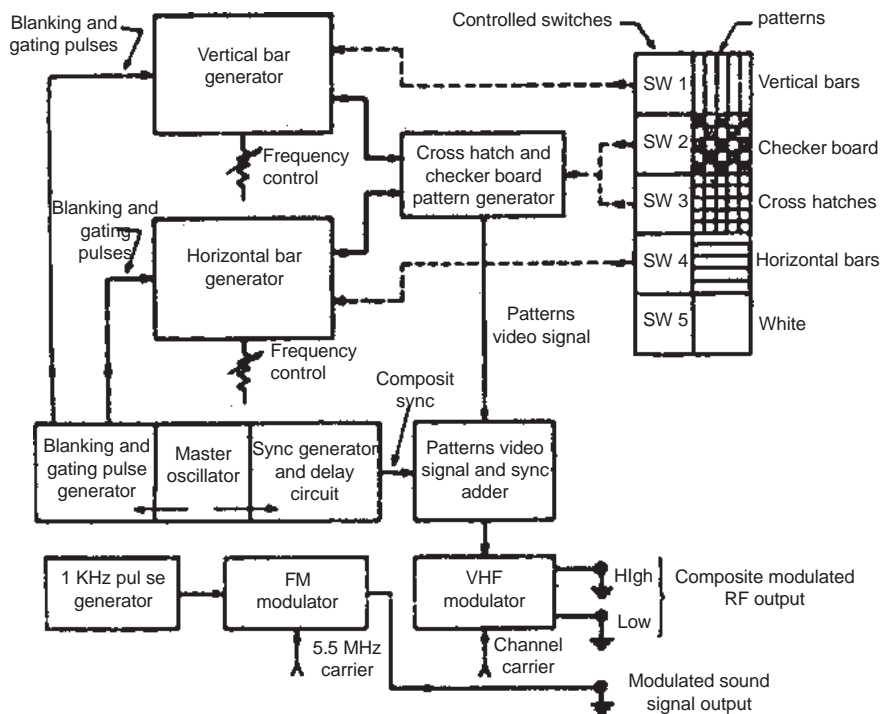 Blanking and
gating pulses
Vertical bar
generator
Controlled switches
patterns
SW 1
Vertical bars
SW 2
Checker board
SW 3
Cross hatches
SW 4
Horizontal bars
SW 5
White
Frequency
control
Cross hatch and
checker board
pattern generator
Blanking and
gating
pulses
Horizontal bar
generator
Frequency
control
Patterns
video signal
Composit
sync
Blanking and
gating pulse
generator
Master
oscillator
Sync generator
and delay
circuit
Patterns video
signal and sync
adder
1 KHz pul se
generator
FM
modulator
5.5 MHz
carrier
VHF
modulator
Channel
carrier
HIgh
Low
Composite modulated
RF output
Modulated sound
signal output